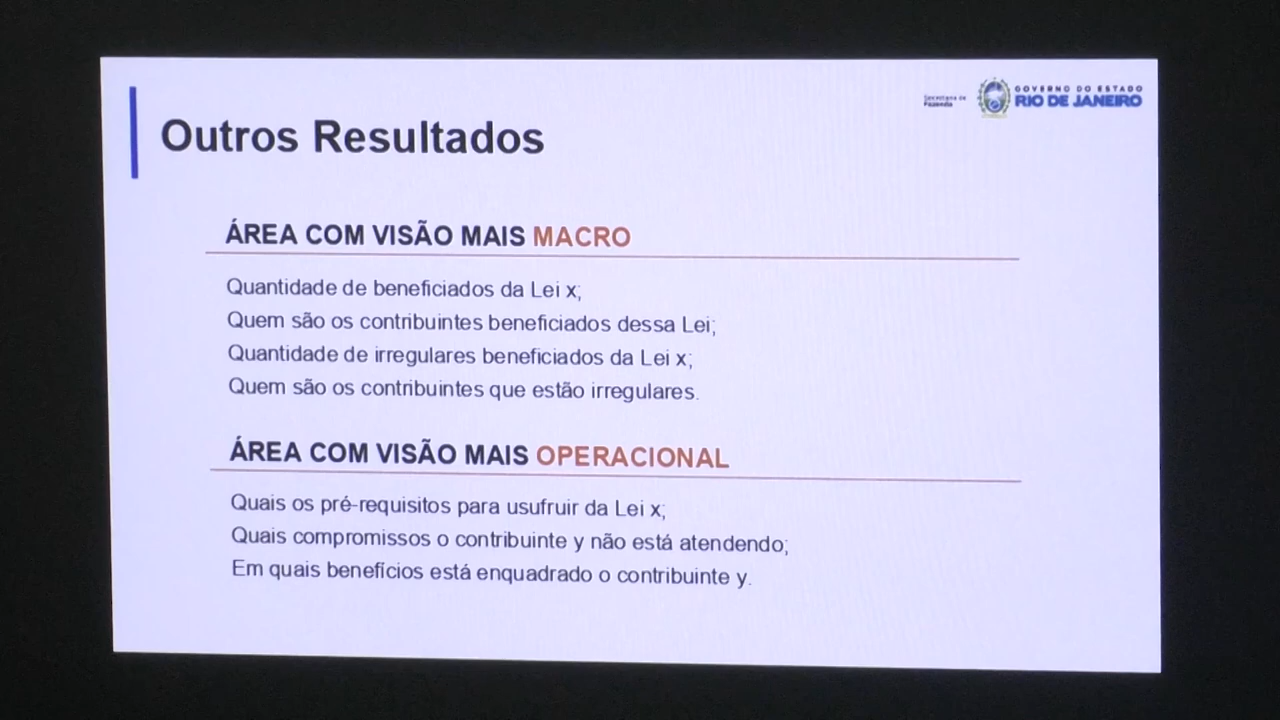 Secretaria de
Fazenda
GOVERNO DO ESTADO
RIO DE JANEIRO
Outros Resultados
ÁREA COM VISÃO MAIS MACRO
Quantidade de beneficiados da Lei x;
Quem são os contribuintes beneficiados dessa Lei;
Quantidade de irregulares beneficiados da Lei x;
Quem são os contribuintes que estão irregulares.
ÁREA COM VISÃO MAIS OPERACIONAL
Quais os pré-requisitos para usufruir da Lei x;
Quais compromissos o contribuinte y não está atendendo;
Em quais benefícios está enquadrado o contribuinte y.